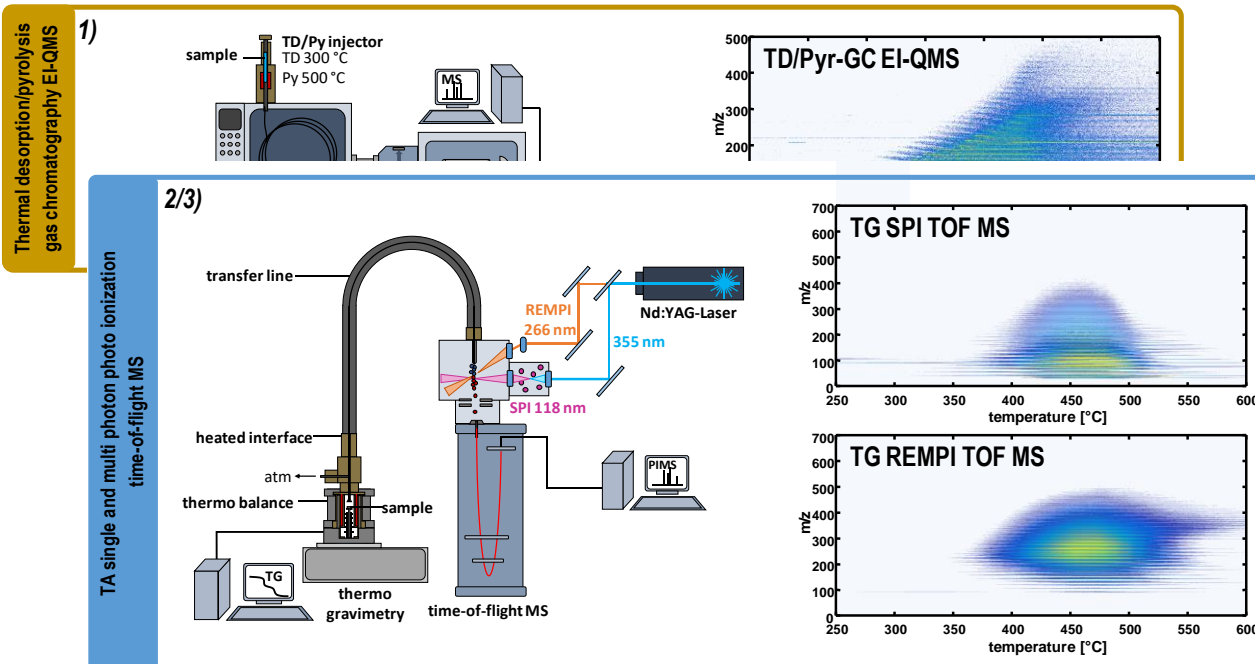 Thermal desorption/pyrolysis
gas chromatography EI-QMS
1)
TD/Py injector
sample
TD 300 °C
Py 500 °C
MS
TD/Pyr-GC EI-QMS
m/z
500
400
300
200
TA single and multi photon photo ionization
time-of-flight MS
2/3)
transfer line
REMPI
266 nm
Nd:YAG-Laser
355 nm
SPI 118 nm
heated interface
atm
thermo balance
sample
PIMS
TG
thermo
gravimetry
time-of-flight MS
TG SPI TOF MS
m/z
700
600
500
400
300
200
100
0
250 300 350 400 450 500 550 600
temperature [°C]
TG REMPI TOF MS
m/z
700
600
500
400
300
200
100
0
250 300 350 400 450 500 550 600
temperature [°C]